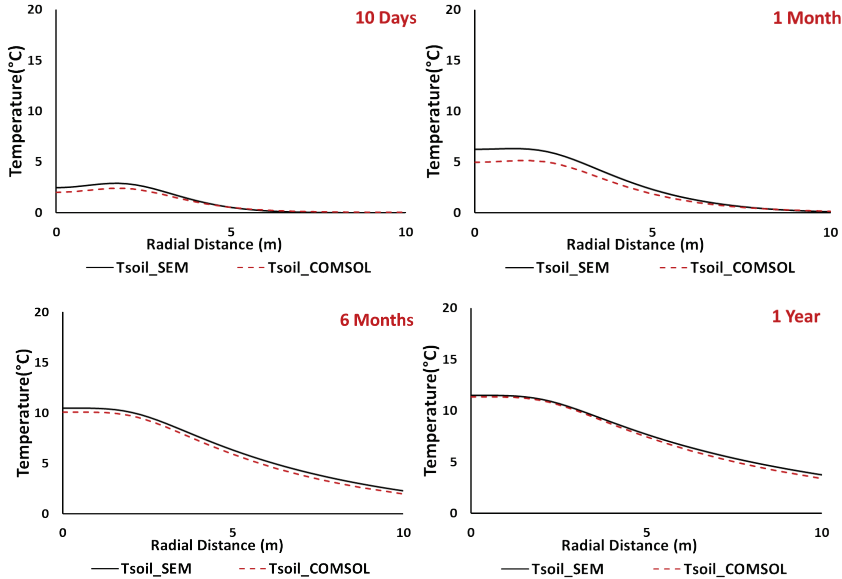 10 Days
Temperature(°C)
20
15
10
5
0
0 5 10
Radial Distance (m)
Tsoil_SEM Tsoil_COMSOL
1 Month
Temperature(°C)
20
15
10
5
0
0 5 10
Radial Distance (m)
Tsoil_SEM Tsoil_COMSOL
6 Months
Temperature(°C)
20
15
10
5
0
0 5 10
Radial Distance (m)
Tsoil_SEM Tsoil_COMSOL
1 Year
Temperature(°C)
20
15
10
5
0
0 5 10
Radial Distance (m)
Tsoil_SEM Tsoil_COMSOL